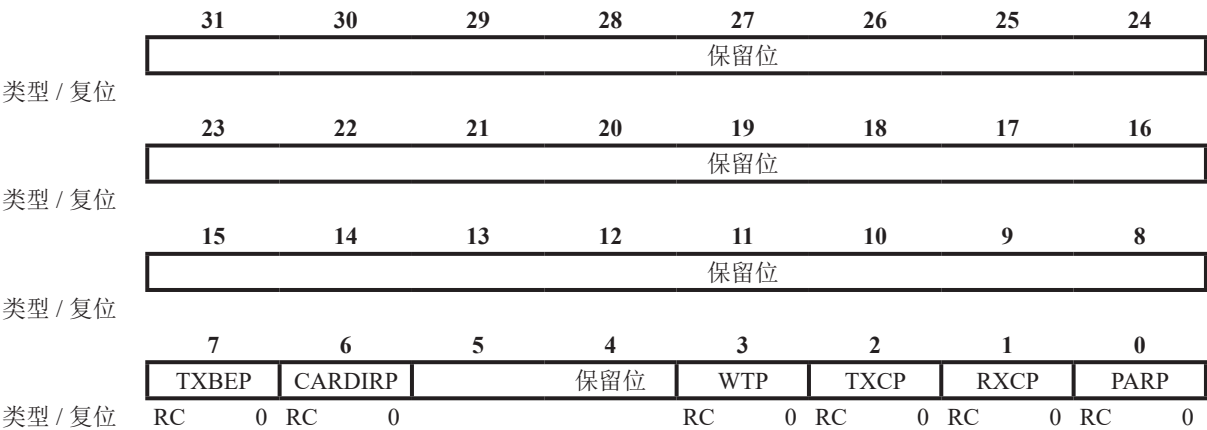 31 30 29 28 27 26 25 24
保留位
类型 / 复位
23 22 21 20 19 18 17 16
保留位
类型 / 复位
15 14 13 12 11 10 9 8
保留位
类型 / 复位
7 6 5 4 3 2 1 0
TXBEP CARDIRP 保留位 WTP TXCP RXCP PARP
类型 / 复位 RC 0 RC 0 RC 0 RC 0 RC 0 RC 0